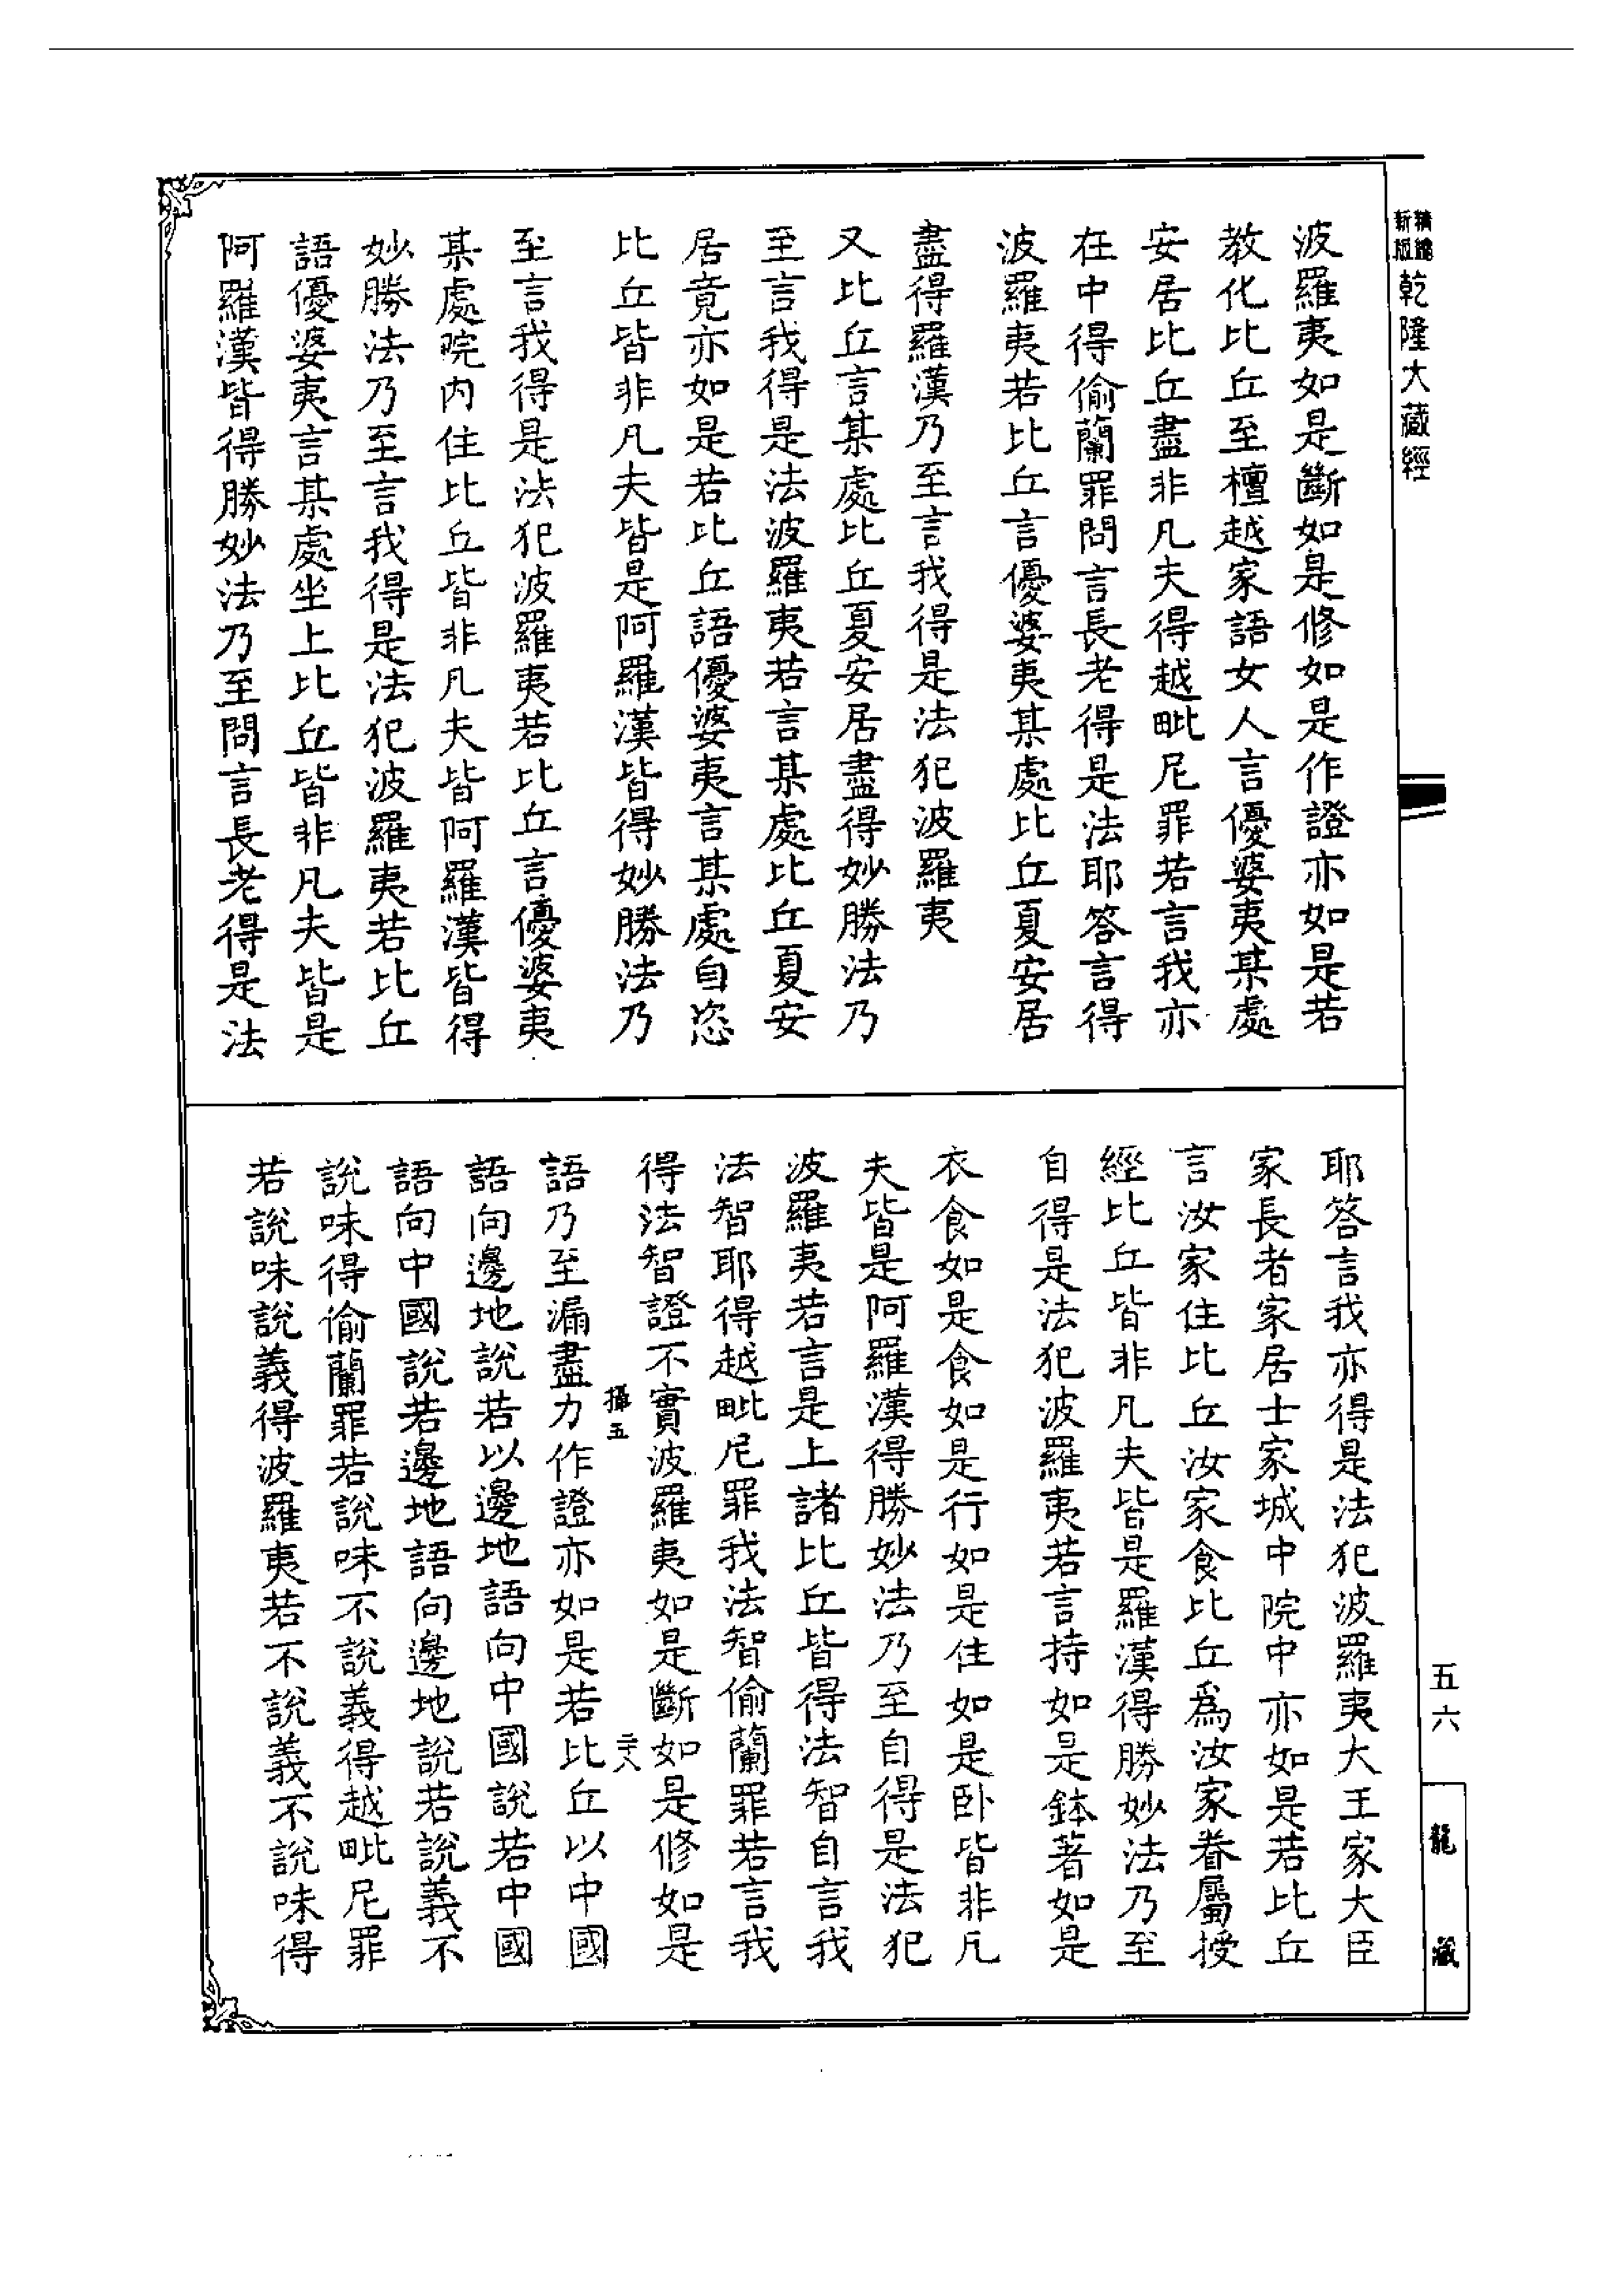 新版精編
乾隆大藏經
波羅夷如是斷如是修如是作證亦如是若
教化比丘至檀越家語女人言優婆夷某處
安居比丘盡非凡夫得越毗尼罪若言我亦
在中得偷蘭罪問言長老得是法耶答言得
波羅夷若比丘言優婆夷某處比丘夏安居
盡得羅漢乃至言我得是法犯波羅夷
又比丘言某處比丘夏安居盡得妙勝法乃
至言我得是法波羅夷若言某處比丘夏安
居竟亦如是若比丘語優婆夷言某處自恣
比丘皆非凡夫皆是阿羅漢皆得妙勝法乃
至言我得是法犯波羅夷若比丘言優婆夷
某處院內住比丘皆非凡夫皆阿羅漢皆得
妙勝法乃至言我得是法犯波羅夷若比丘
語優婆夷言某處坐上比丘皆非凡夫皆是
阿羅漢皆得勝妙法乃至問言長老得是法
耶答言我亦得是法犯波羅夷大王家大臣
家長者家居士家城中院中亦如是若比丘
言汝家住比丘汝家食比丘為汝家眷屬授
經比丘皆非凡夫皆是羅漢得勝妙法乃至
自得是法犯波羅夷若言持如是鉢著如是
衣食如是食如是行如是住如是卧皆非凡
夫皆是阿羅漢得勝妙法乃至自得是法犯
波羅夷若言是上諸比丘皆得法智自言我
法智耶得越毗尼罪我法智偷蘭罪若言我
得法智證不實波羅夷如是斷如是修如是
攝五
二十八
語乃至漏盡力作證亦如是若比丘以中國
語向邊地說若以邊地語向中國說若中國
語向中國說若邊地語向邊地說若說義不
說味得偷蘭罪若說味不說義得越毗尼罪
若說味說義得波羅夷若不說義不說味得
五六
龍藏